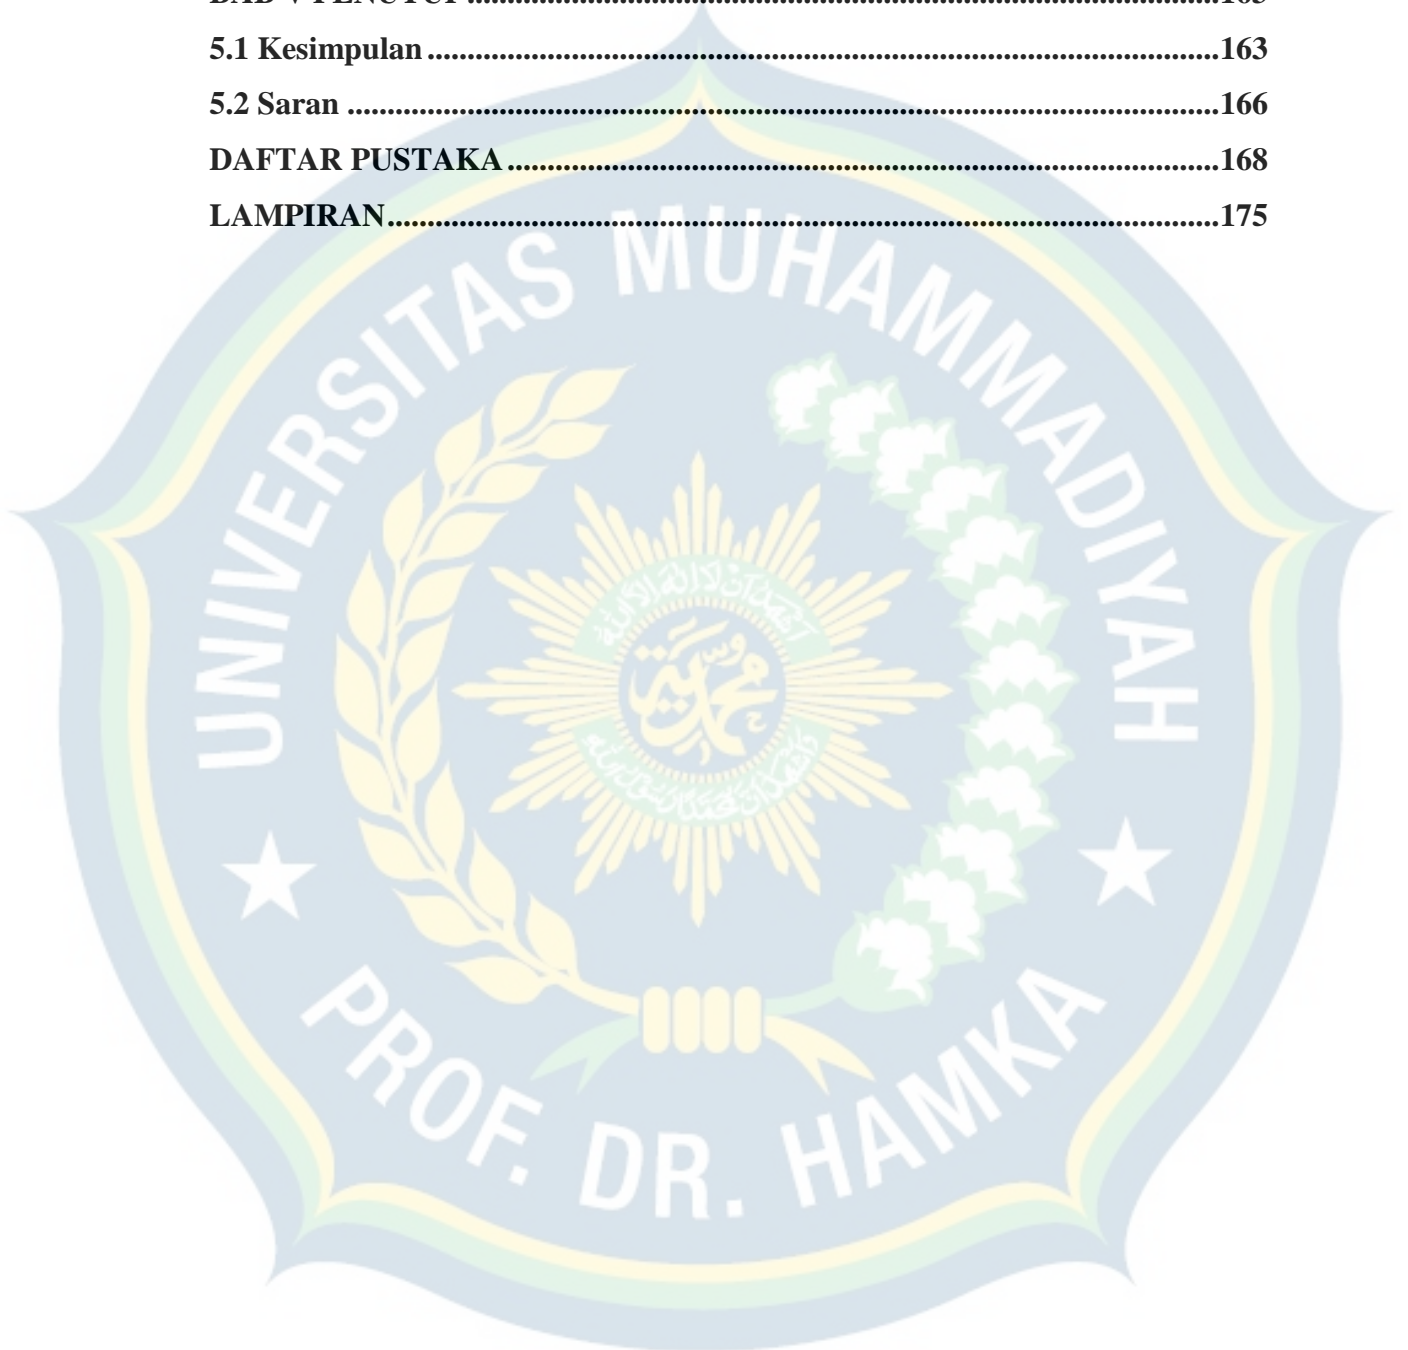 5.1 Kesimpulan....................................................................................................163
5.2 Saran ..............................................................................................................166
DAFTAR PUSTAKA..........................................................................................168
LAMPIRAN.........................................................................................................175
UNIVERSITAS MUHAMMADIYAH
PROF. DR. HAMKA